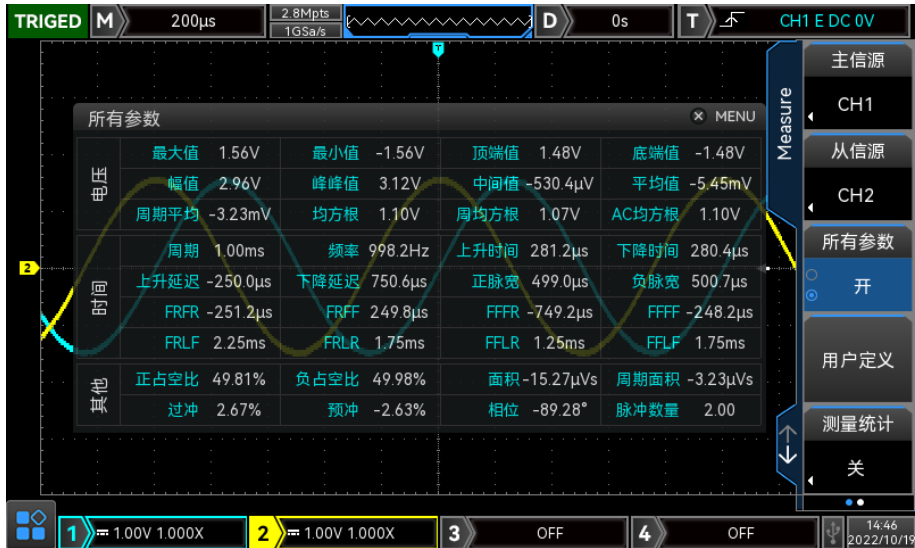 TRIGED M 200µs 2.8Mpts 1GSa/s D 0s T CH1 E DC 0V
T
主信源
CH1
从信源
CH2
所有参数
开
用户定义
测量统计
关
Measure
所有参数 MENU
电压
最大值 1.56V 最小值 -1.56V 顶端值 1.48V 底端值 -1.48V
幅值 2.96V 峰峰值 3.12V 中间值 -530.4µV 平均值 -5.45mV
周期平均 -3.23mV 均方根 1.10V 周均方根 1.07V AC均方根 1.10V
时间
周期 1.00ms 频率 998.2Hz 上升时间 281.2µs 下降时间 280.4µs
上升延迟 -250.0µs 下降延迟 750.6µs 正脉宽 499.0µs 负脉宽 500.7µs
FRFR -251.2µs FRFF 249.8µs FFFR -749.2µs FFFF -248.2µs
FRLF 2.25ms FRLR 1.75ms FFLR 1.25ms FFLF 1.75ms
其他
正占空比 49.81% 负占空比 49.98% 面积 -15.27µVs 周期面积 -3.23µVs
过冲 2.67% 预冲 -2.63% 相位 -89.28° 脉冲数量 2.00
2
1 1.00V 1.000X 2 1.00V 1.000X 3 OFF 4 OFF
14:46
2022/10/19